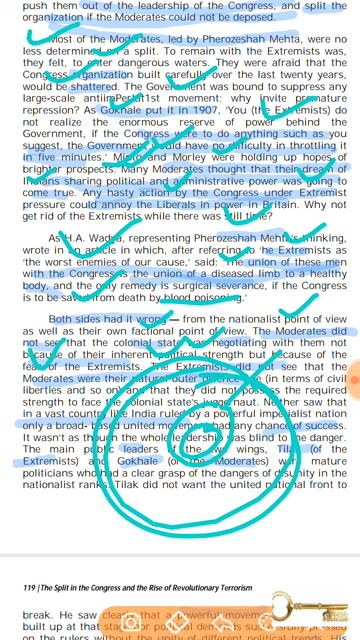 push them out of the leadership of the Congress, and split the
organization if the Moderates could not be deposed.
Most of the Moderates, led by Pherozeshah Mehta, were no
less determined on a split. To remain with the Extremists was,
they felt, to enter dangerous waters. They were afraid that the
Congress organization built carefully over the last twenty years,
would be shattered. The Government was bound to suppress any
large-scale movement: why invite premature
repression? As Gokhale put it in 1907, 'You (the Extremists) do
not realize the enormous reserve of power behind the
Government, if the Congress were to do anything such as you
suggest, the Government would have no difficulty in throttling it
in five minutes.' Minto and Morley were holding up hopes of
brighter prospects. Many Moderates thought that their dream of
Indians sharing political and administrative power was going to
come true. Any hasty action by the Congress under Extremist
pressure could annoy the Liberals in power in Britain. Why not
get rid of the Extremists while there was still time?
As H.A. Wadya, representing Pherozeshah Mehta's thinking,
wrote in an article in which, after referring to the Extremists as
'the worst enemies of our cause,' said: 'The union of these men
with the Congress is the union of a diseased limb to a healthy
body, and the only remedy is surgical severance, if the Congress
is to be saved from death by blood poisoning.'
Both sides had it wrong — from the nationalist point of view
as well as their own factional point of view. The Moderates did
not see that the colonial state was negotiating with them not
because of their inherent political strength but because of the
fear of the Extremists. The Extremists did not see that the
Moderates were their natural outer (in terms of civil
liberties and so on) and that they did not possess the required
strength to face the colonial state's juggernaut. Neither saw that
in a vast country like India ruled by a powerful imperialist nation
only a broad-based united movement had any chance of success.
It wasn't as though the whole leadership was blind to the danger.
The main public leaders of the two wings, Tilak (of
the Extremists) and Gokhale (of the Moderates) were mature
politicians who had a clear grasp of the dangers of disunity in the
nationalist ranks. Tilak did not want the united national front to
119 | The Split in the Congress and the Rise of Revolutionary Terrorism
break. He saw clearly that a powerful movement
built up at that stage
on the rulers without the unity of different political trends. His